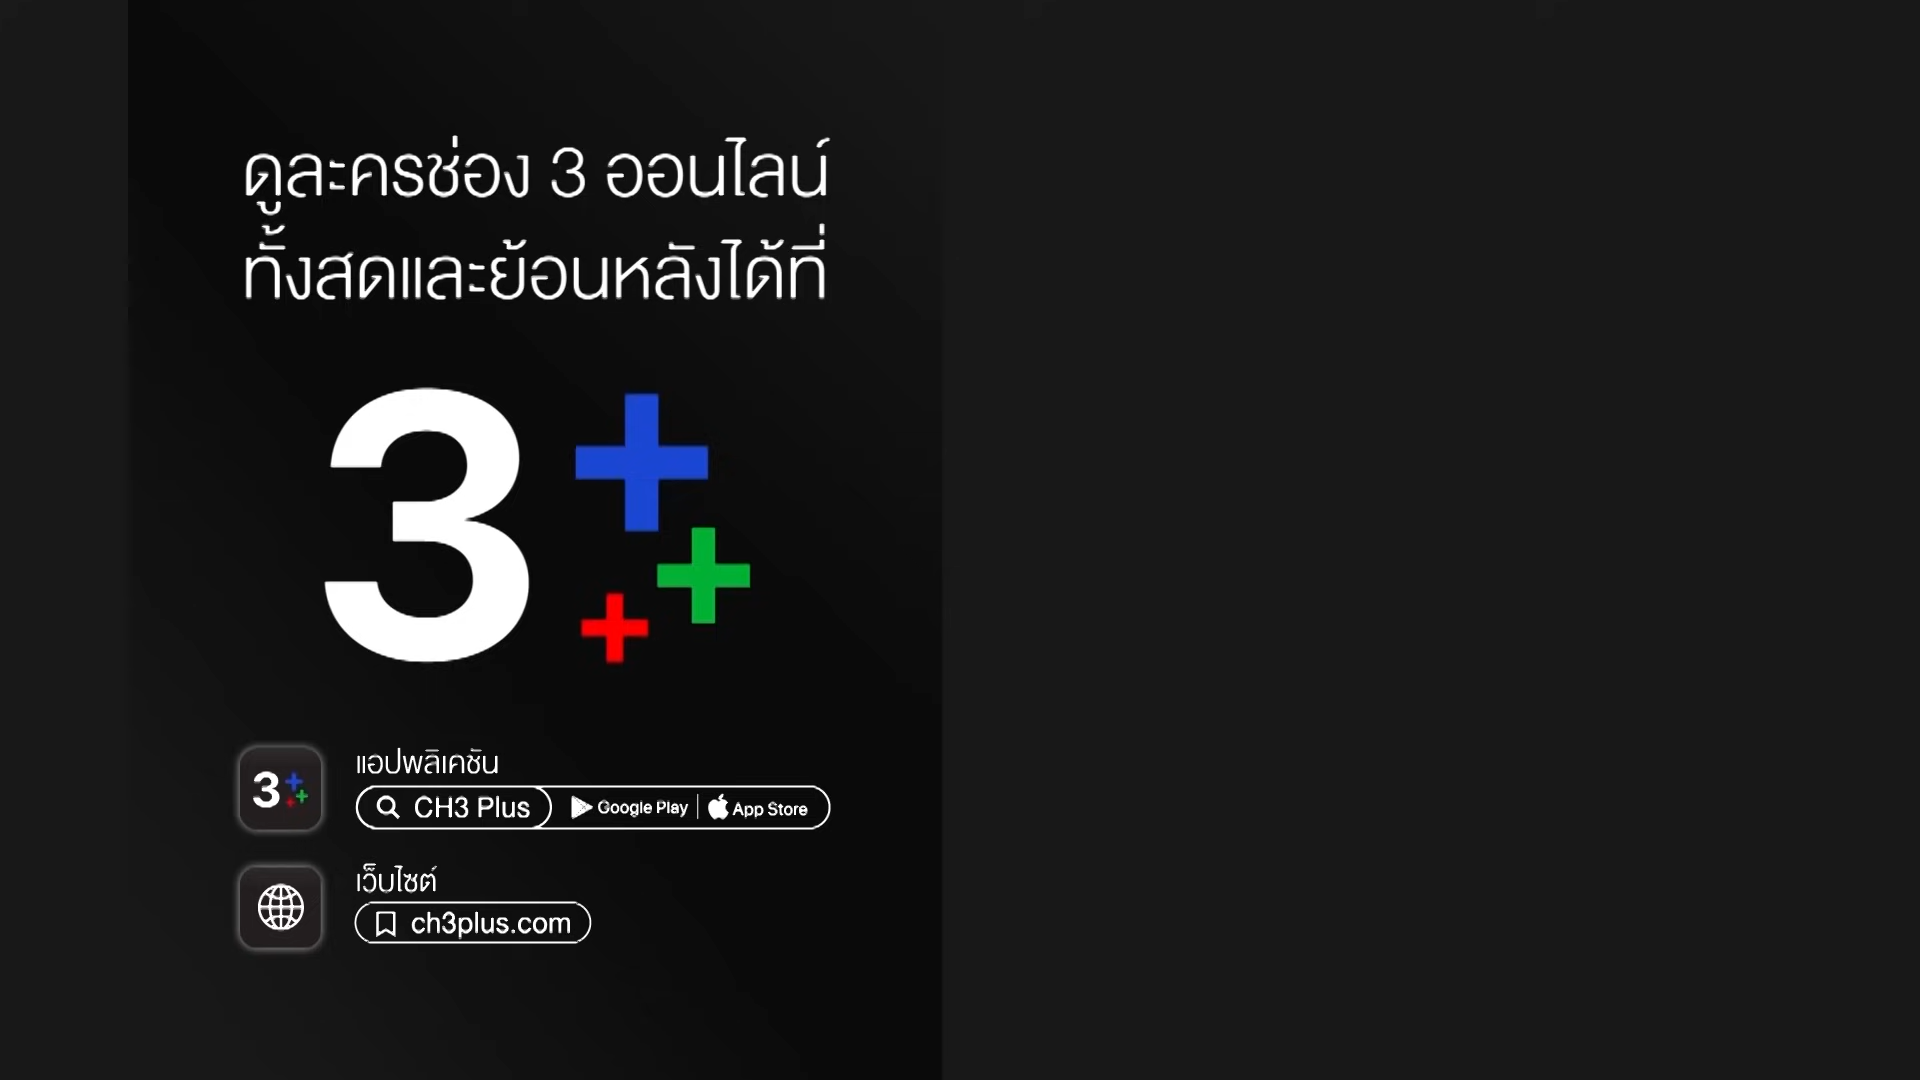 ดูละครช่อง 3 ออนไลน์
ทั้งสดและย้อนหลังได้ที่
3+++
3+++
แอปพลิเคชัน
CH3 Plus Google Play | App Store
เว็บไซต์
ch3plus.com